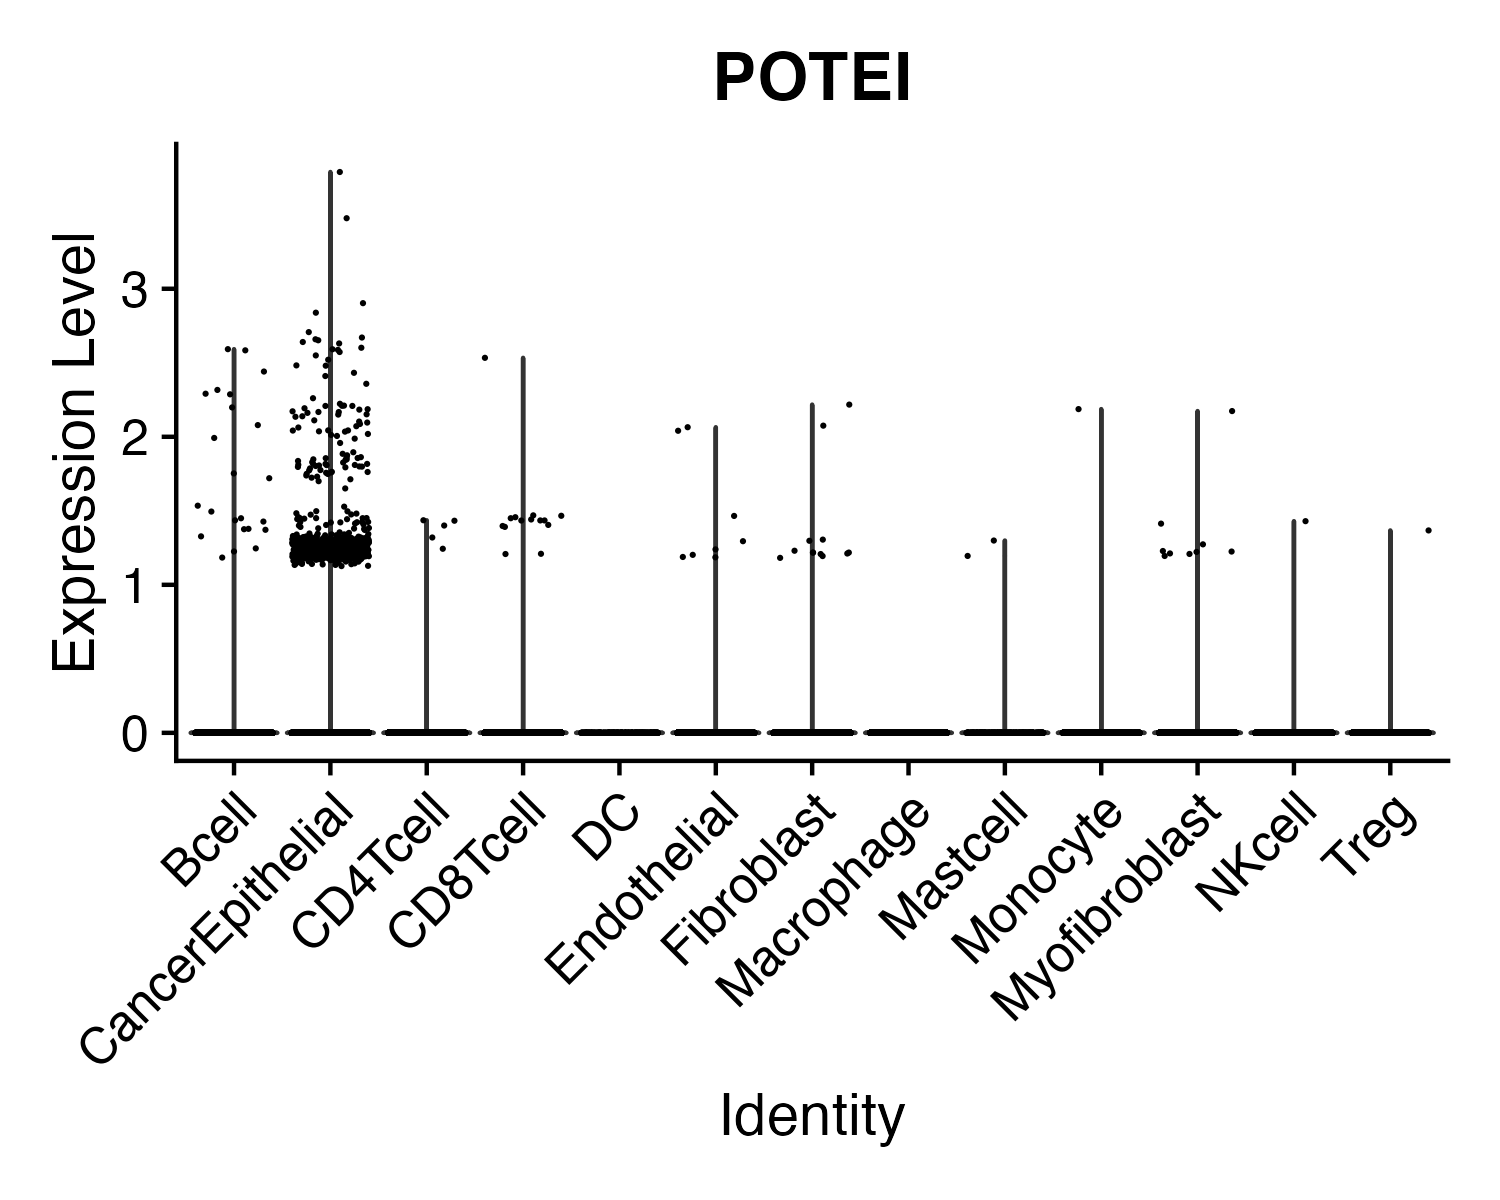 POTEI
Expression Level
3
2
1
0
Bcell
CancerEpithelial
CD4Tcell
CD8Tcell
DC
Endothelial
Fibroblast
Macrophage
Mastcell
Monocyte
Myofibroblast
NKcell
Treg
Identity